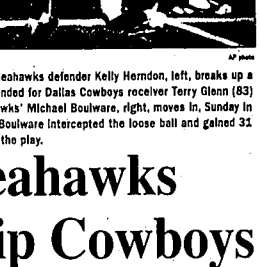 AP photo
eahawks defender Kelly Herndon, left, breaks up a
nded for Dallas Cowboys receiver Terry Glenn (83)
wks' Michael Boulware, right, moves in, Sunday in
Boulware intercepted the loose ball and gained 31
the play.
eahawks
ip Cowboys